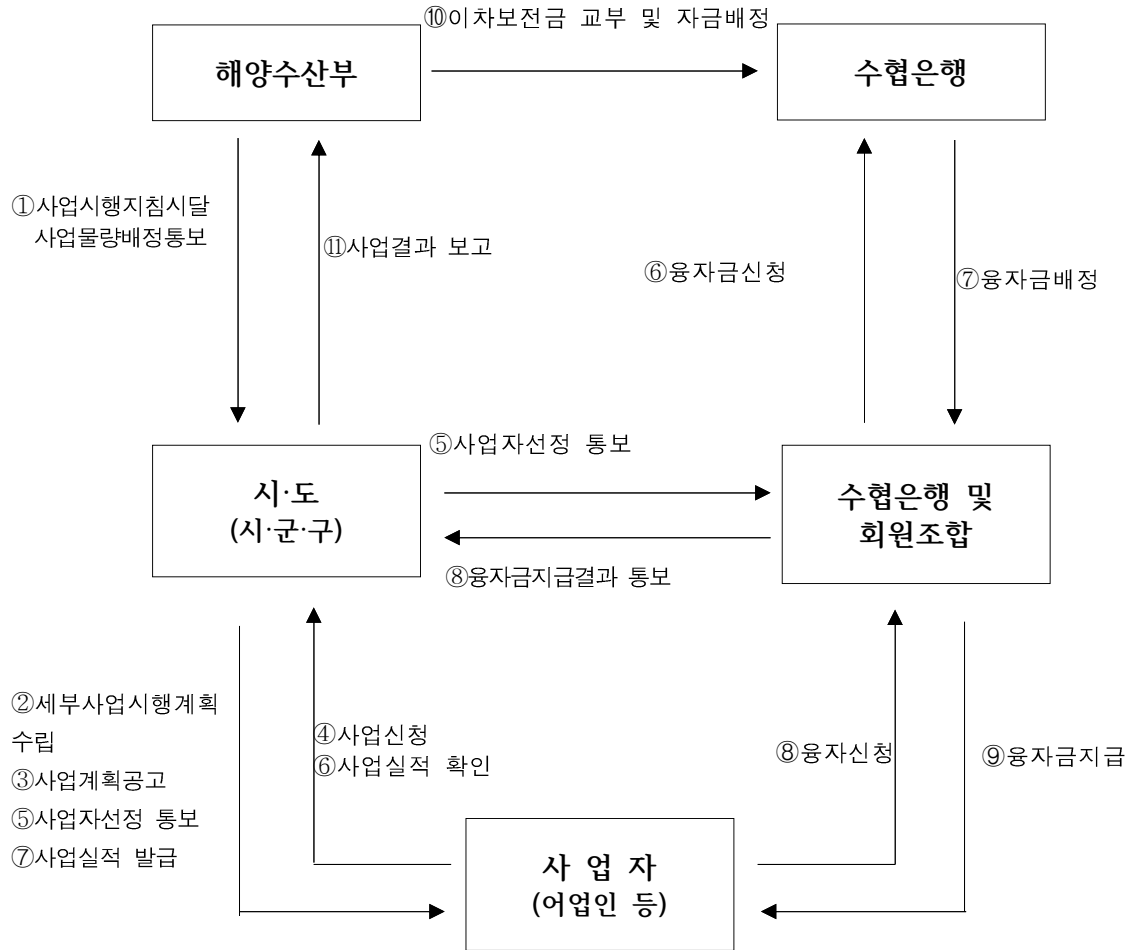 ⑩이차보전금 교부 및 자금배정
해양수산부
수협은행
①사업시행지침시달
사업물량배정통보
⑪사업결과 보고
⑥융자금신청
⑦융자금배정
⑤사업자선정 통보
시·도
(시·군·구)
수협은행 및
회원조합
⑧융자금지급결과 통보
②세부사업시행계획
수립
③사업계획공고
⑤사업자선정 통보
⑦사업실적 발급
④사업신청
⑥사업실적 확인
⑧융자신청
⑨융자금지급
사 업 자
(어업인 등)